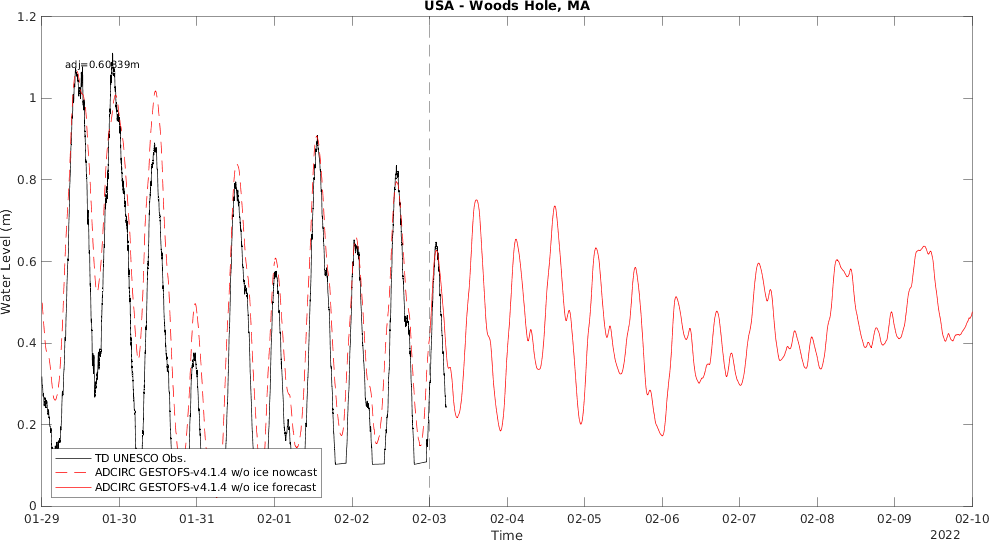 USA - Woods Hole, MA
1.2
adj=0.60839m
1
0.8
0.6
0.4
0.2
0
Water Level (m)
TD UNESCO Obs.
ADCIRC GESTOFS-v4.1.4 w/o ice nowcast
ADCIRC GESTOFS-v4.1.4 w/o ice forecast
01-29 01-30 01-31 02-01 02-02 02-03 02-04 02-05 02-06 02-07 02-08 02-09 02-10
Time
2022